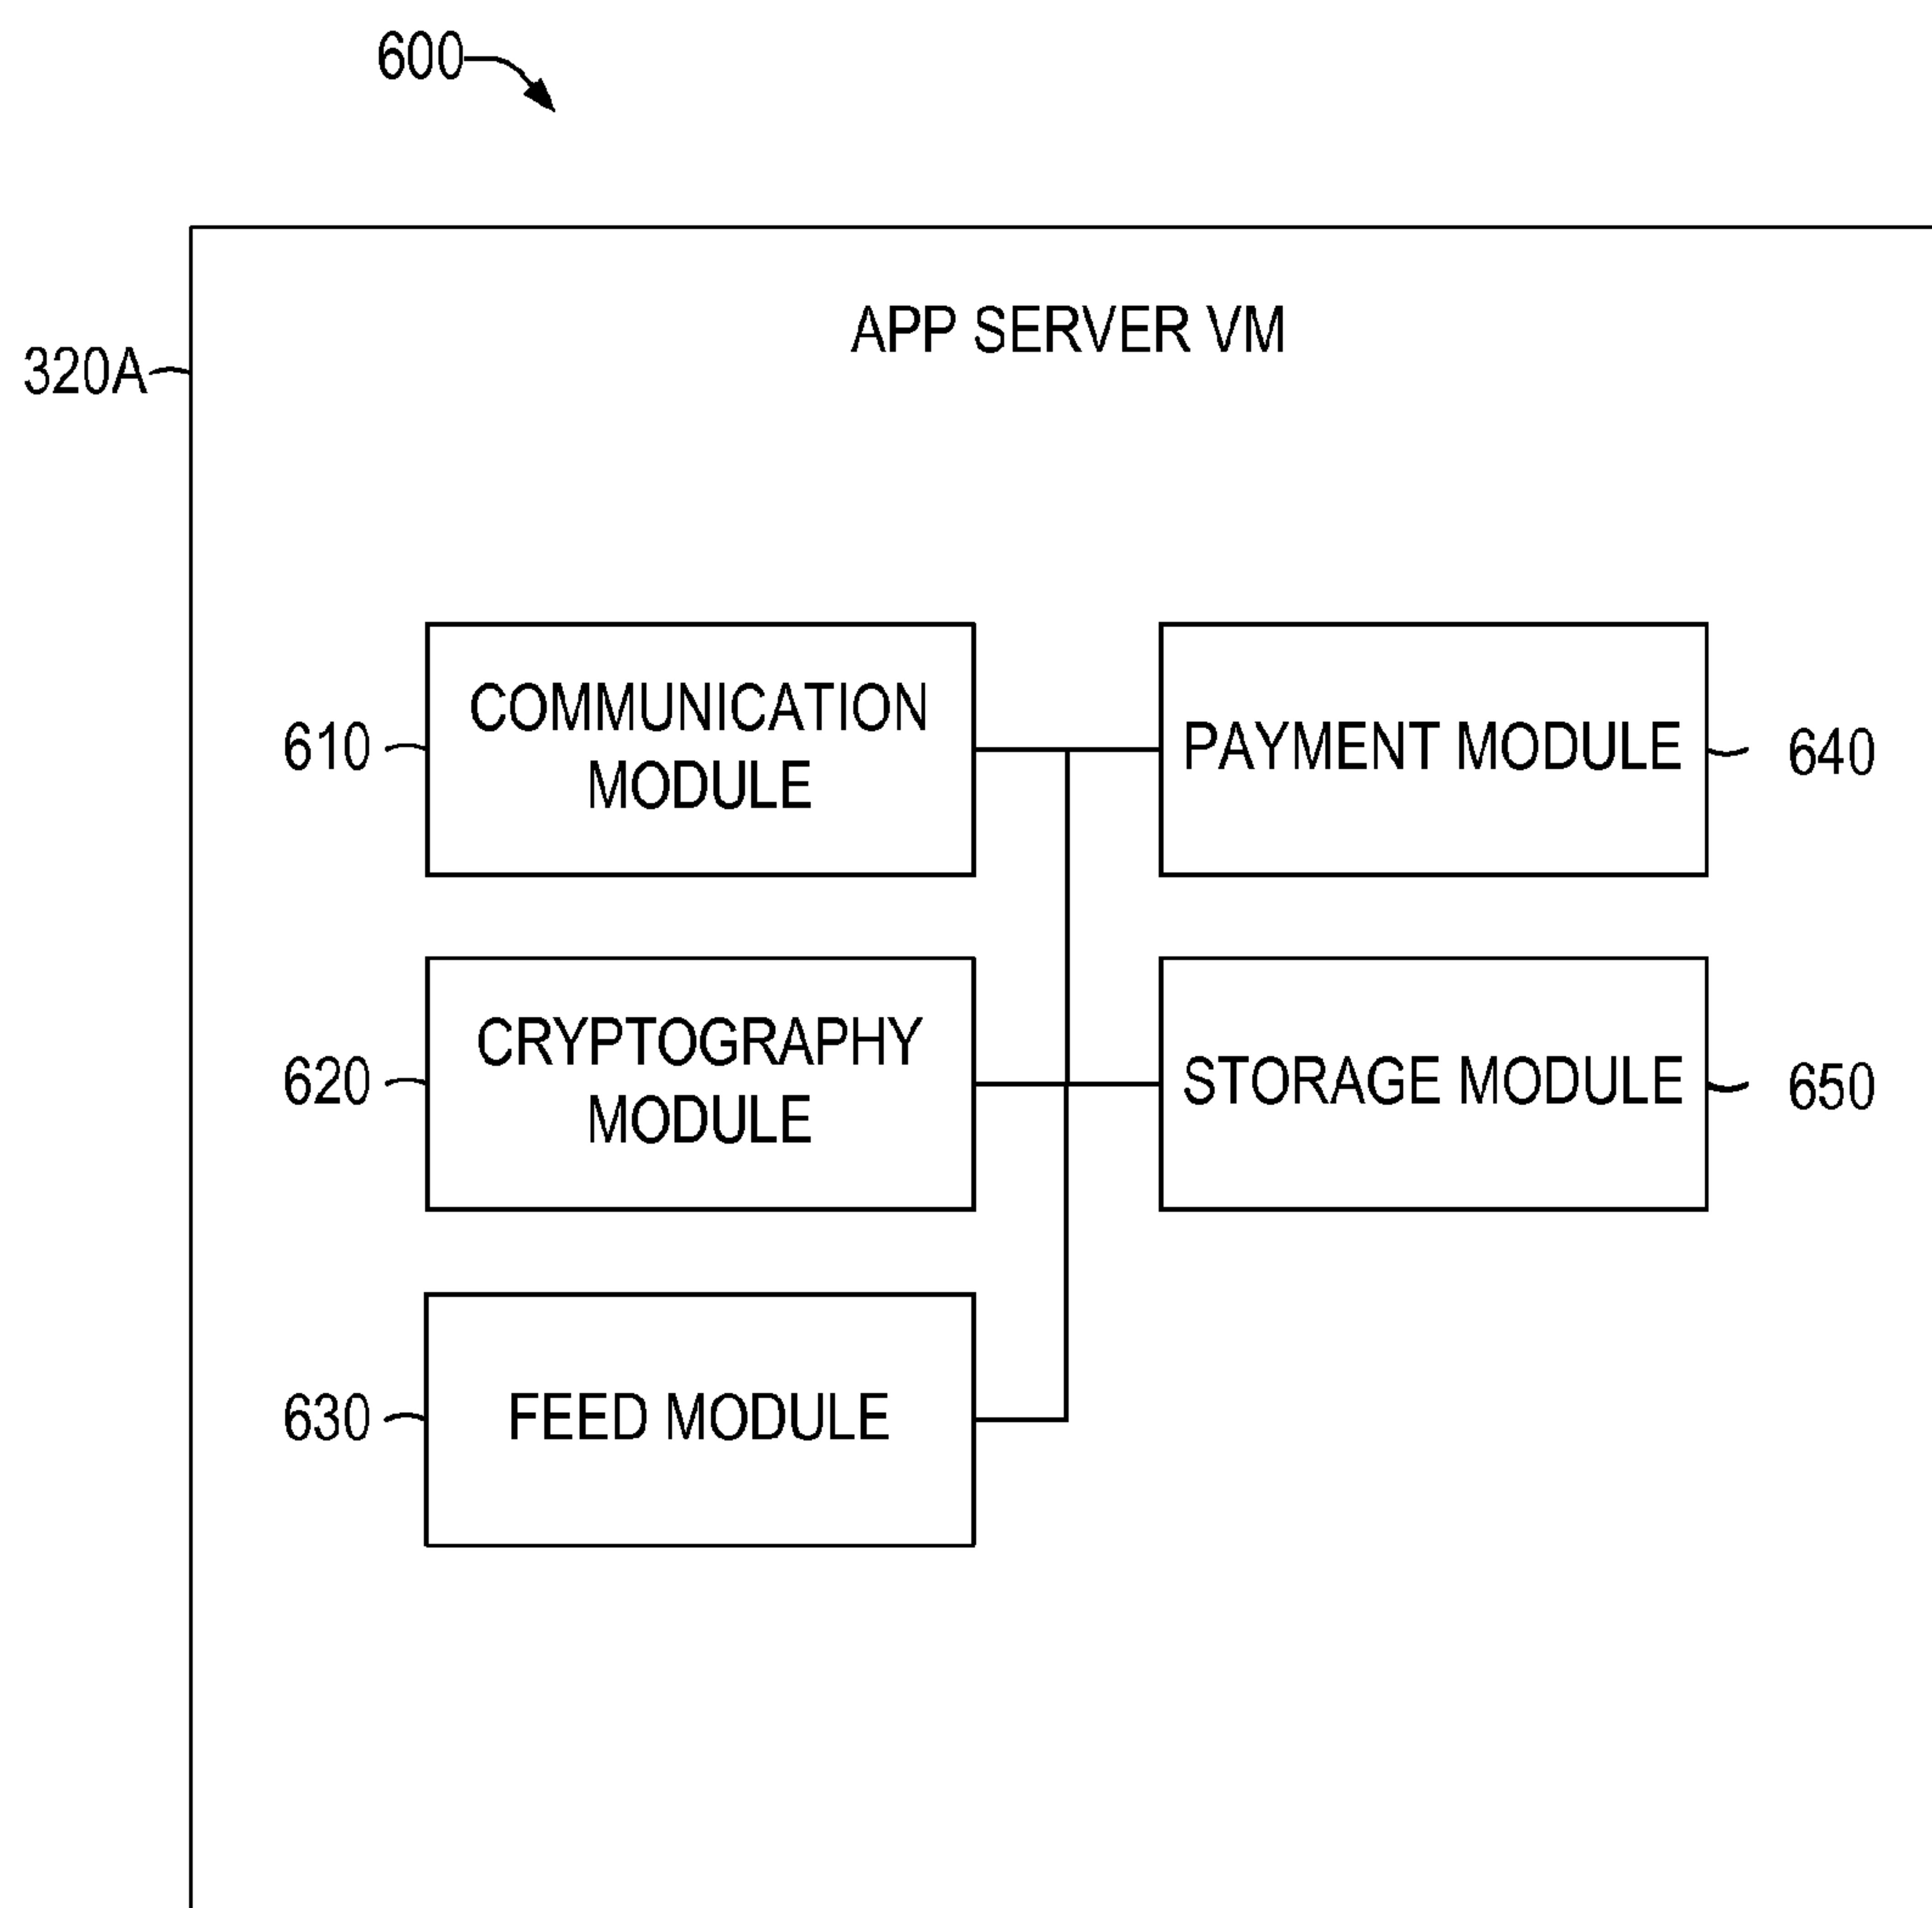 600
APP SERVER VM
320A
COMMUNICATION
MODULE
610
PAYMENT MODULE
640
CRYPTOGRAPHY
MODULE
620
STORAGE MODULE
650
630
FEED MODULE